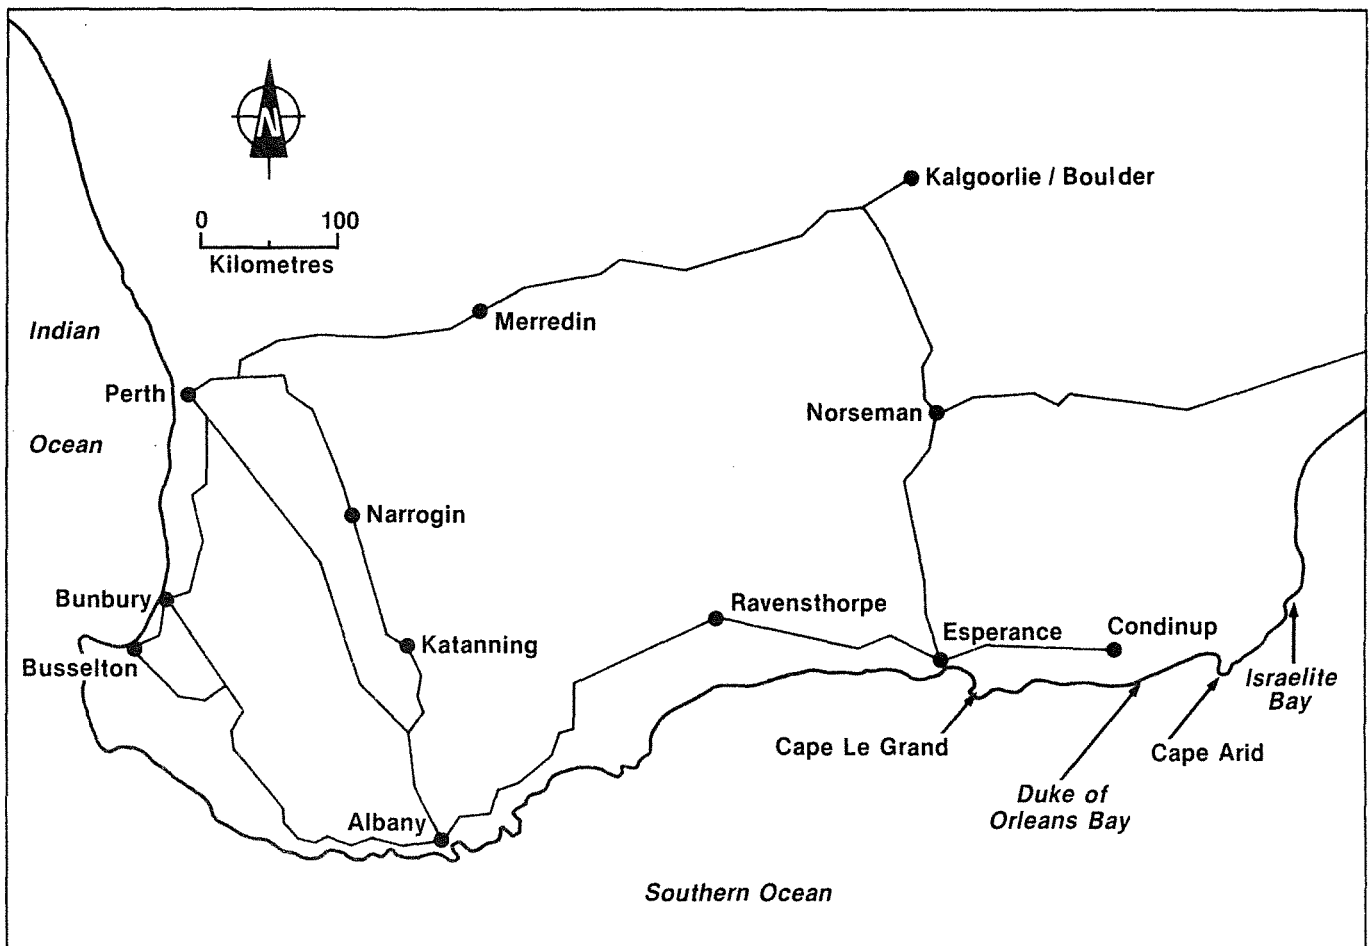 N
0 100
Kilometres
Kalgoorlie / Boulder
Merredin
Indian
Ocean
Perth
Norseman
Narrogin
Bunbury
Ravensthorpe
Esperance
Condinup
Katanning
Busselton
Israelite
Bay
Cape Le Grand
Cape Arid
Duke of
Orleans Bay
Albany
Southern Ocean